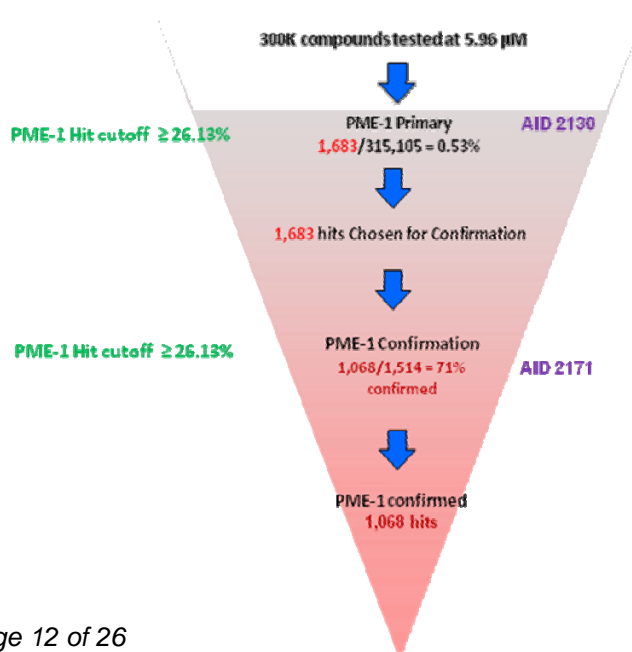 300K compounds tested at 5.96 µM
PME-1 Hit cutoff ≥26.13%
PME-1 Primary
AID 2130
1,683/315,105 = 0.53%
1,683 hits Chosen for Confirmation
PME-1 Hit cutoff ≥26.13%
PME-1 Confirmation
1,068/1,514 = 71%
AID 2171
confirmed
PME-1 confirmed
1,068 hits
ge 12 of 26